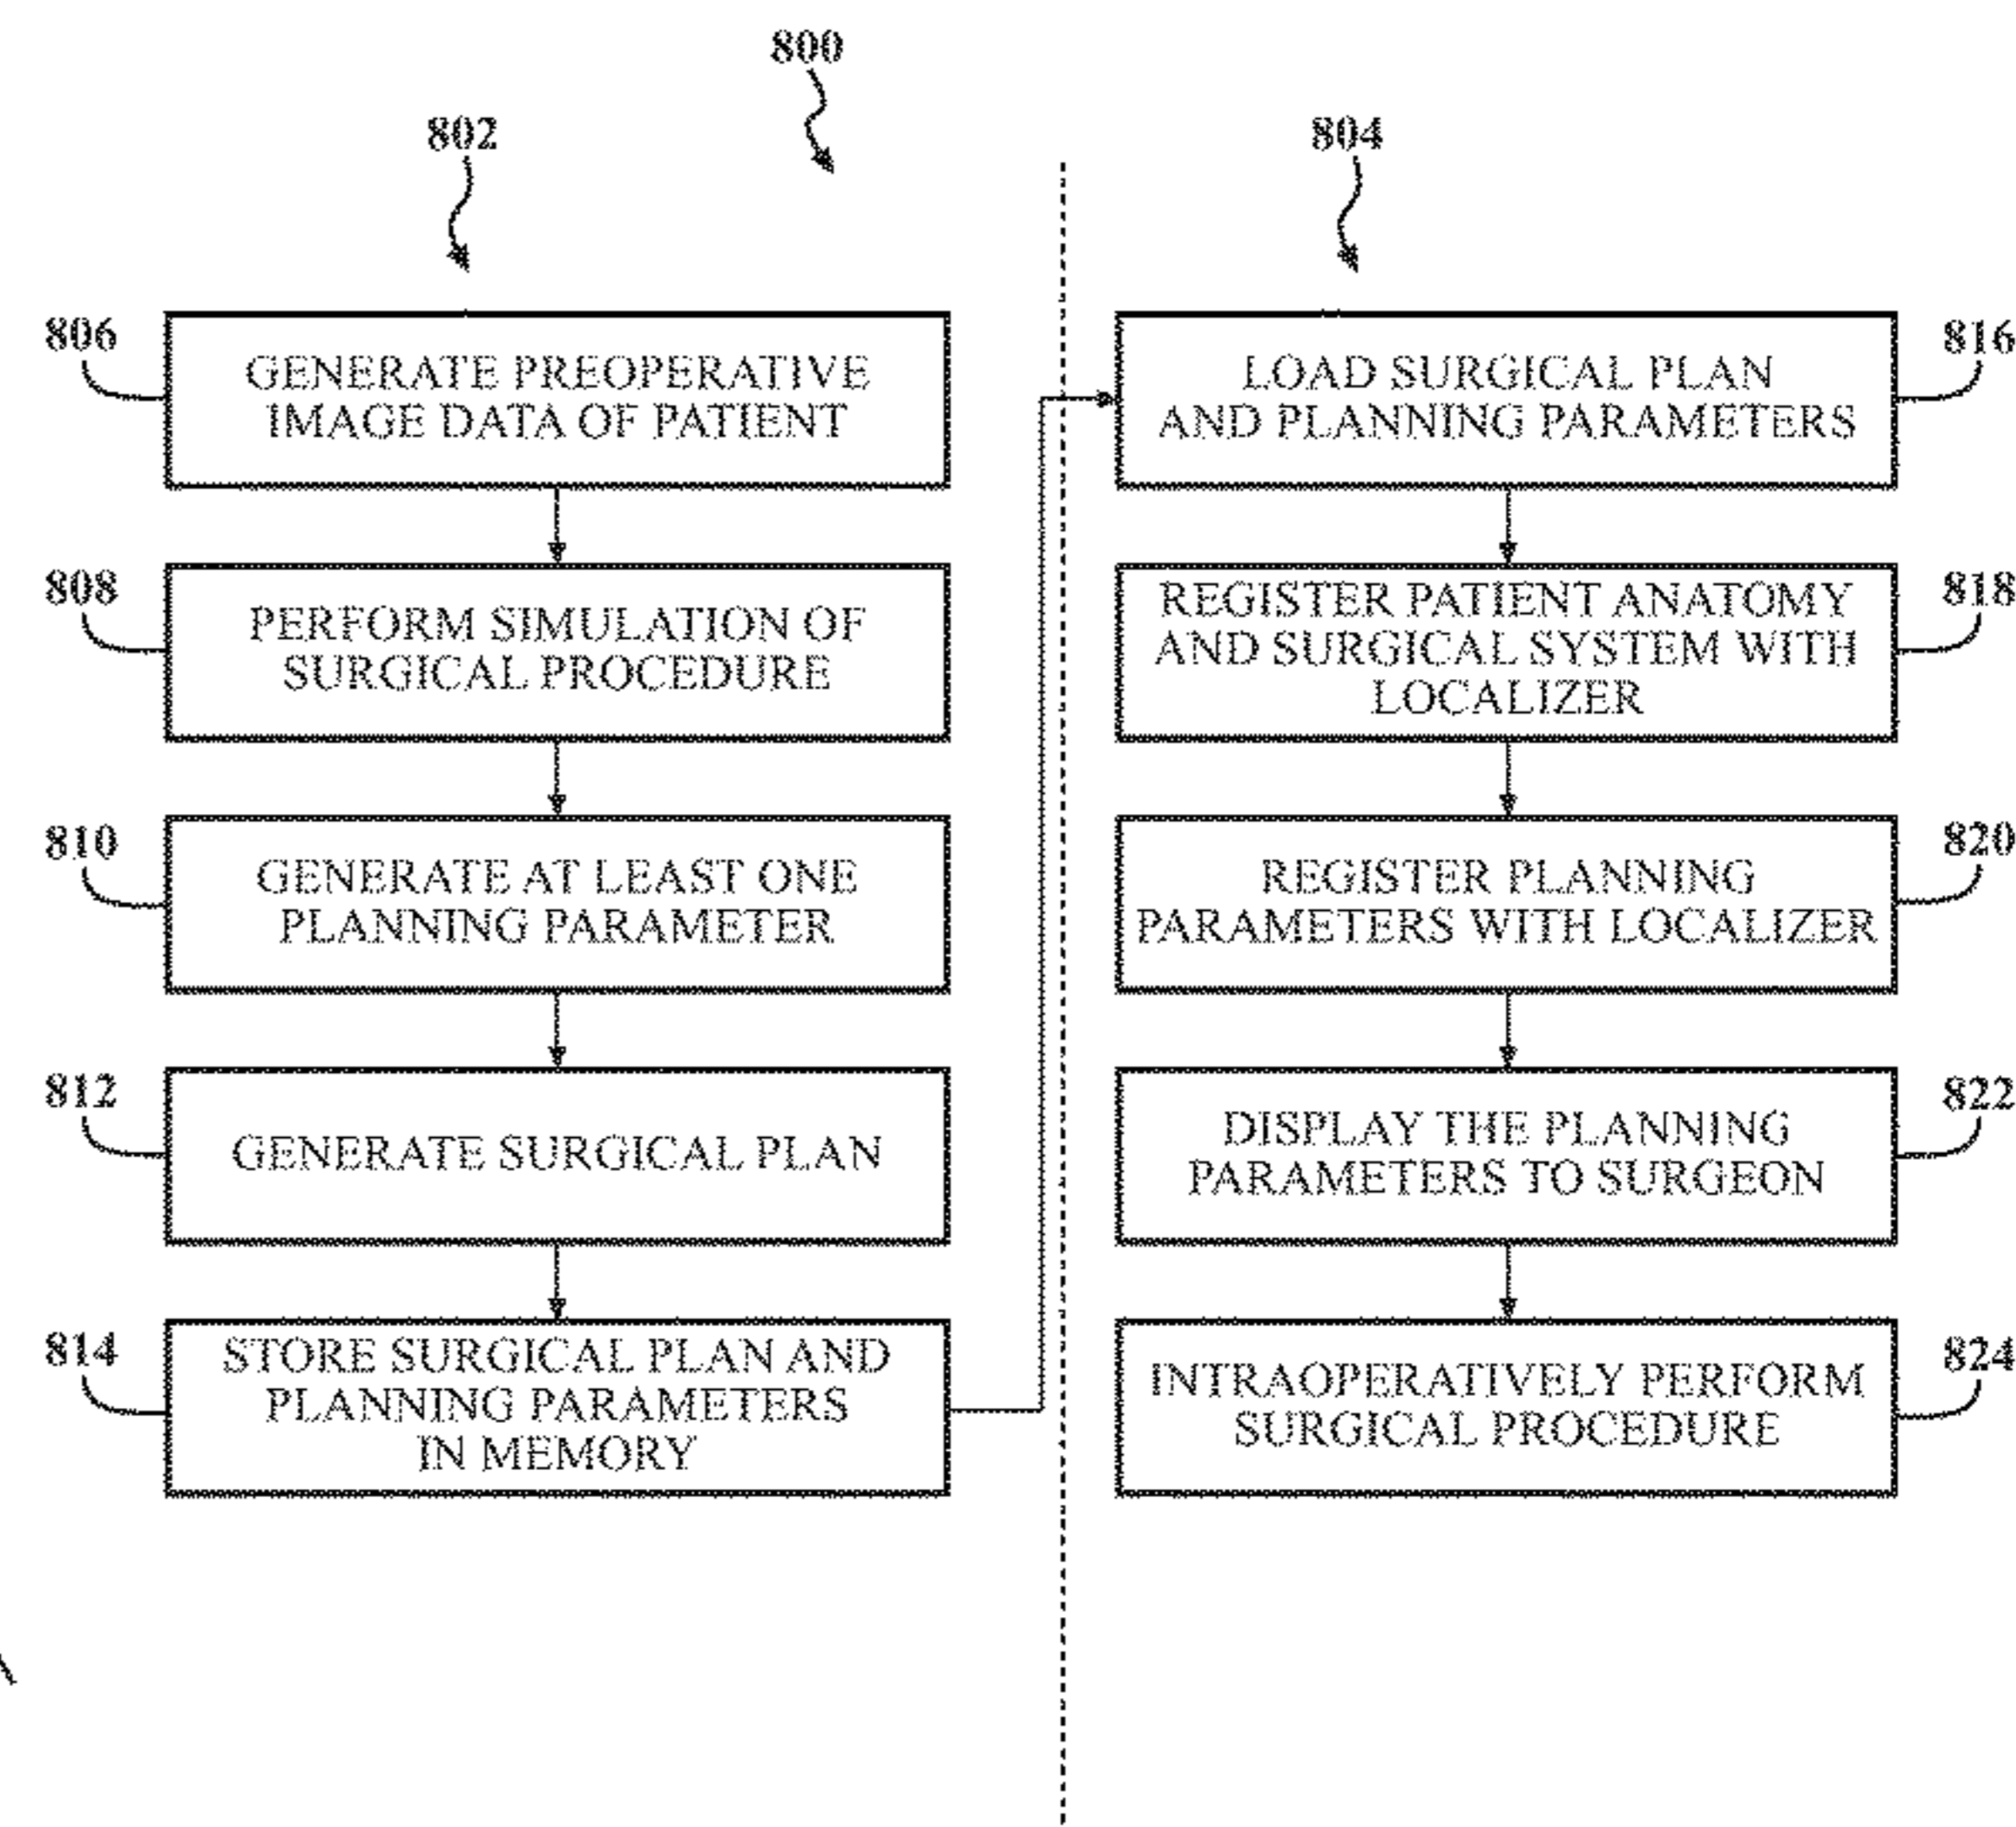 800
802
804
806
GENERATE PREOPERATIVE
IMAGE DATA OF PATIENT
808
PERFORM SIMULATION OF
SURGICAL PROCEDURE
810
GENERATE AT LEAST ONE
PLANNING PARAMETER
812
GENERATE SURGICAL PLAN
814
STORE SURGICAL PLAN AND
PLANNING PARAMETERS
IN MEMORY
LOAD SURGICAL PLAN
AND PLANNING PARAMETERS
816
REGISTER PATIENT ANATOMY
AND SURGICAL SYSTEM WITH
LOCALIZER
818
REGISTER PLANNING
PARAMETERS WITH LOCALIZER
820
DISPLAY THE PLANNING
PARAMETERS TO SURGEON
822
INTRAOPERATIVELY PERFORM
SURGICAL PROCEDURE
824